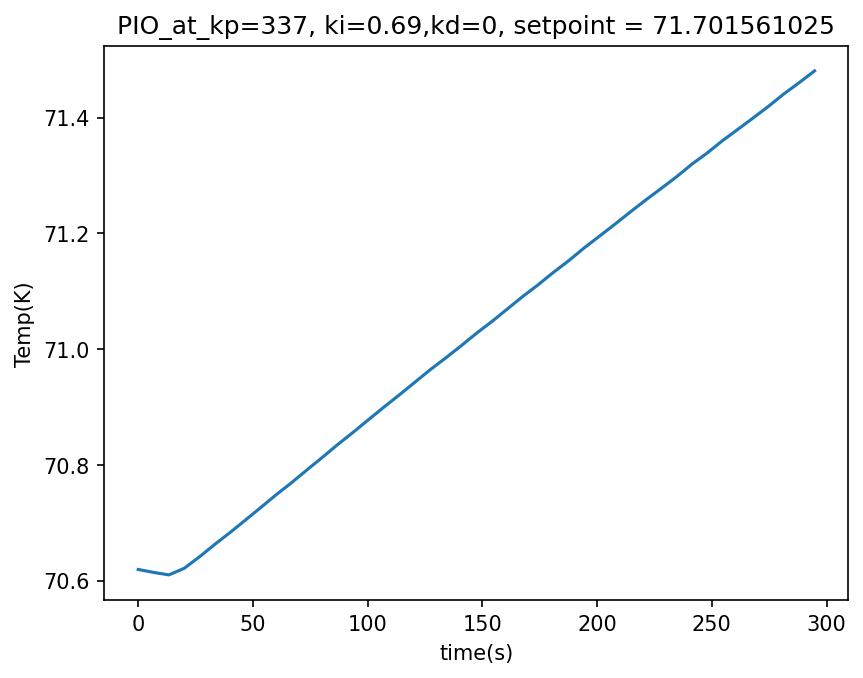 PIO_at_kp=337, ki=0.69,kd=0, setpoint = 71.701561025
71.4
71.2
71.0
70.8
70.6
Temp(K)
0 50 100 150 200 250 300
time(s)